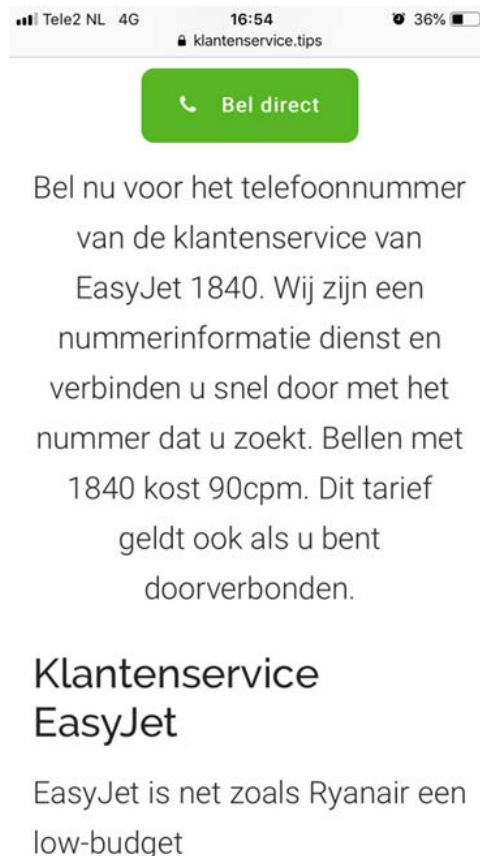 Tele2 NL 4G 16:54 36%
klantenservice.tips
Bel direct
Bel nu voor het telefoonnummer
van de klantenservice van
EasyJet 1840. Wij zijn een
nummerinformatie dienst en
verbinden u snel door met het
nummer dat u zoekt. Bellen met
1840 kost 90cpm. Dit tarief
geldt ook als u bent
doorverbonden.
Klantenservice
EasyJet
EasyJet is net zoals Ryanair een
low-budget